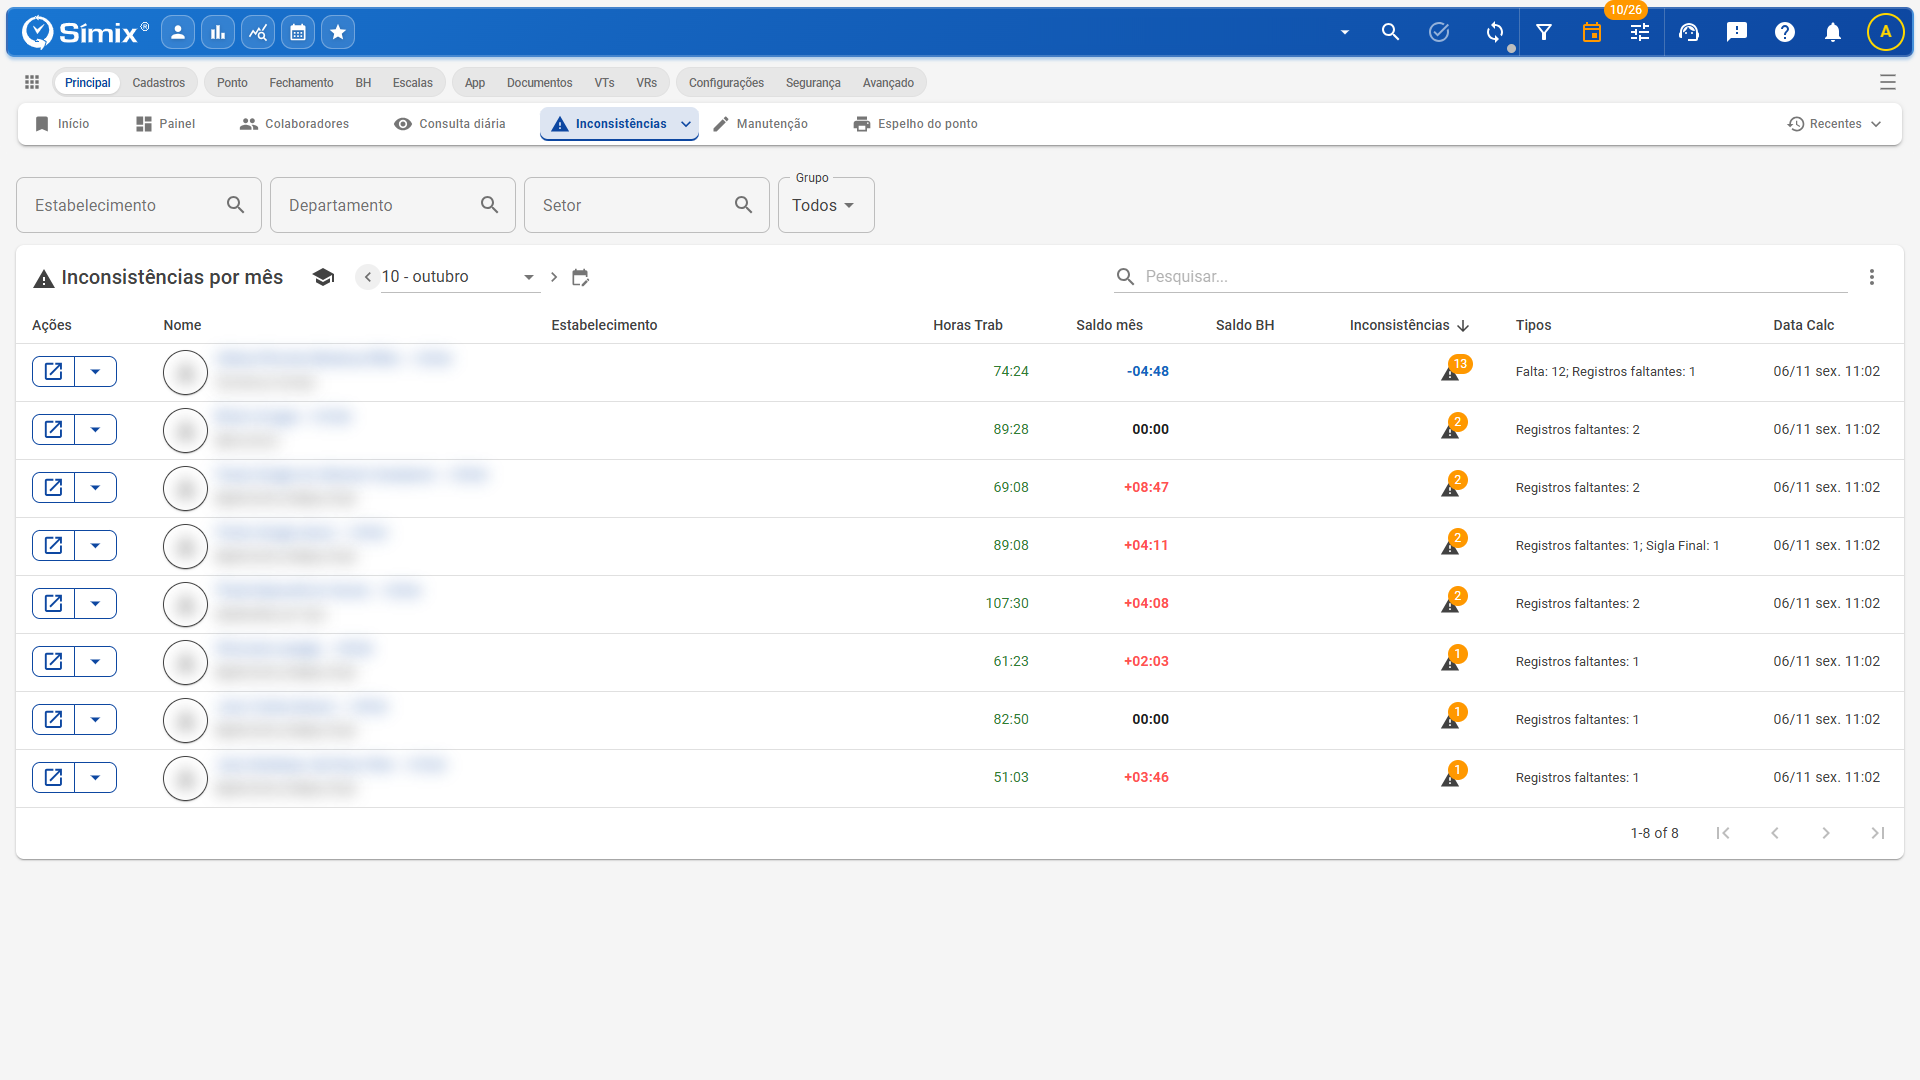 Símix®
10/26
A
Principal Cadastros Ponto Fechamento BH Escalas App Documentos VTs VRs Configurações Segurança Avançado
Início Painel Colaboradores Consulta diária Inconsistências Manutenção Espelho do ponto Recentes
Estabelecimento Departamento Setor Grupo Todos
Inconsistências por mês 10 - outubro Pesquisar...
Ações Nome Estabelecimento Horas Trab Saldo mês Saldo BH Inconsistências Tipos Data Calc
74:24 -04:48 13 Falta: 12; Registros faltantes: 1 06/11 sex. 11:02
89:28 00:00 2 Registros faltantes: 2 06/11 sex. 11:02
69:08 +08:47 2 Registros faltantes: 2 06/11 sex. 11:02
89:08 +04:11 2 Registros faltantes: 1; Sigla Final: 1 06/11 sex. 11:02
107:30 +04:08 2 Registros faltantes: 2 06/11 sex. 11:02
61:23 +02:03 1 Registros faltantes: 1 06/11 sex. 11:02
82:50 00:00 1 Registros faltantes: 1 06/11 sex. 11:02
51:03 +03:46 1 Registros faltantes: 1 06/11 sex. 11:02
1-8 of 8